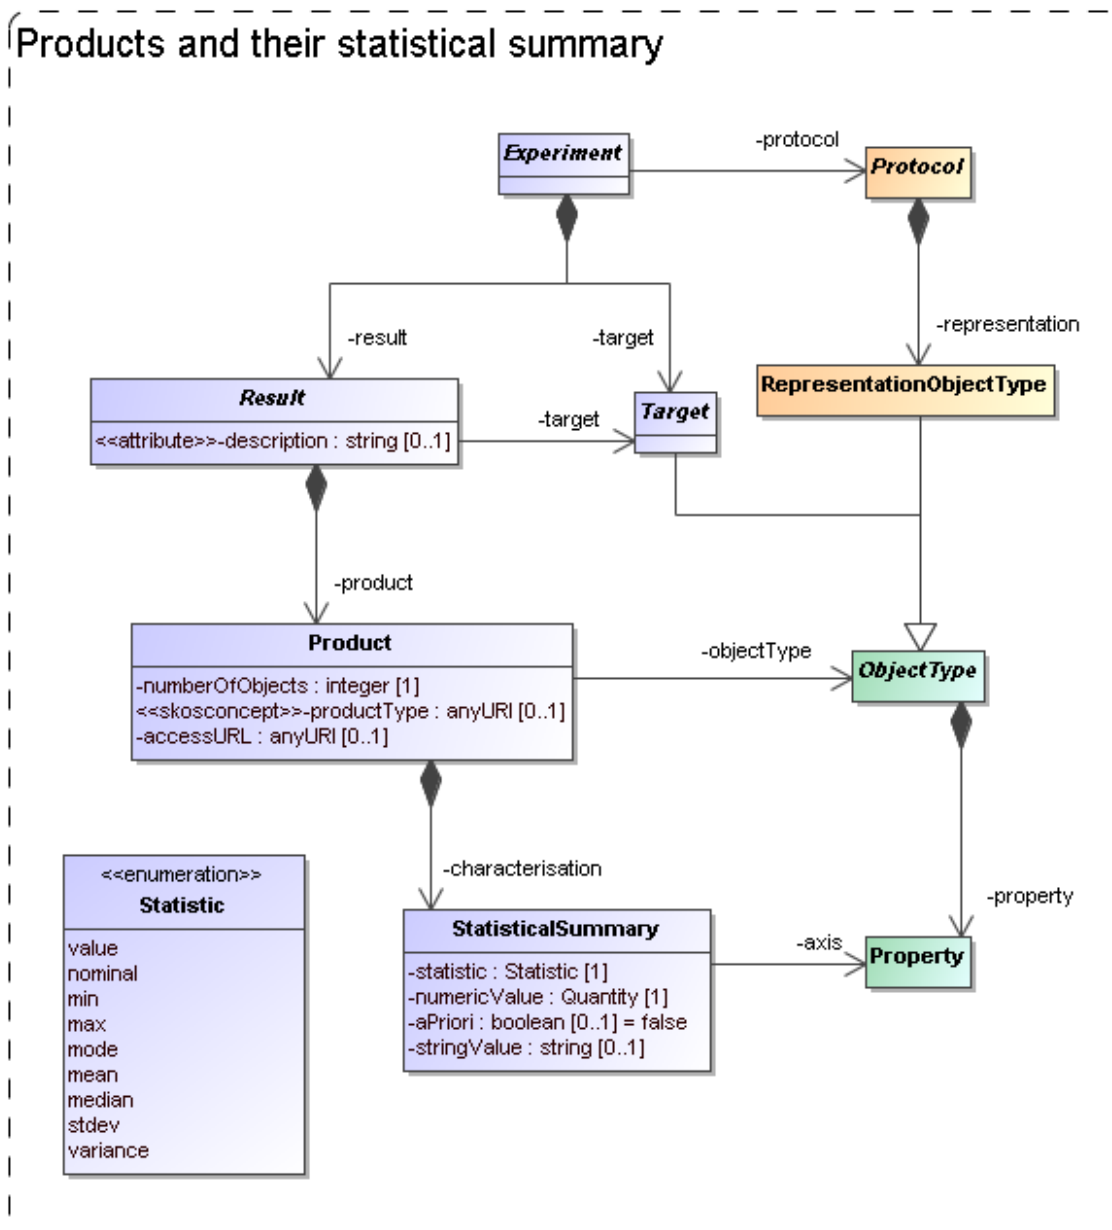 Products and their statistical summary
Experiment
-protocol
Protocol
-result
-target
-representation
Result
<<attribute>>-description : string [0..1]
-target
Target
RepresentationObjectType
-product
Product
-numberOfObjects : integer [1]
<<skosconcept>>-productType : anyURI [0..1]
-accessURL : anyURI [0..1]
-objectType
ObjectType
-characterisation
-property
<<enumeration>>
Statistic
value
nominal
min
max
mode
mean
median
stdev
variance
StatisticalSummary
-statistic : Statistic [1]
-numericValue : Quantity [1]
-aPriori : boolean [0..1] = false
-stringValue : string [0..1]
-axis
Property